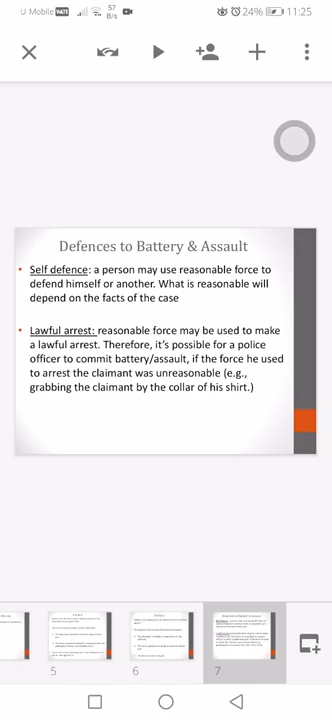 U Mobile VoLTE 57 B/s 24% 11:25
Defences to Battery & Assault
• Self defence: a person may use reasonable force to
defend himself or another. What is reasonable will
depend on the facts of the case
• Lawful arrest: reasonable force may be used to make
a lawful arrest. Therefore, it's possible for a police
officer to commit battery/assault, if the force he used
to arrest the claimant was unreasonable (e.g.,
grabbing the claimant by the collar of his shirt.)
5
6
7